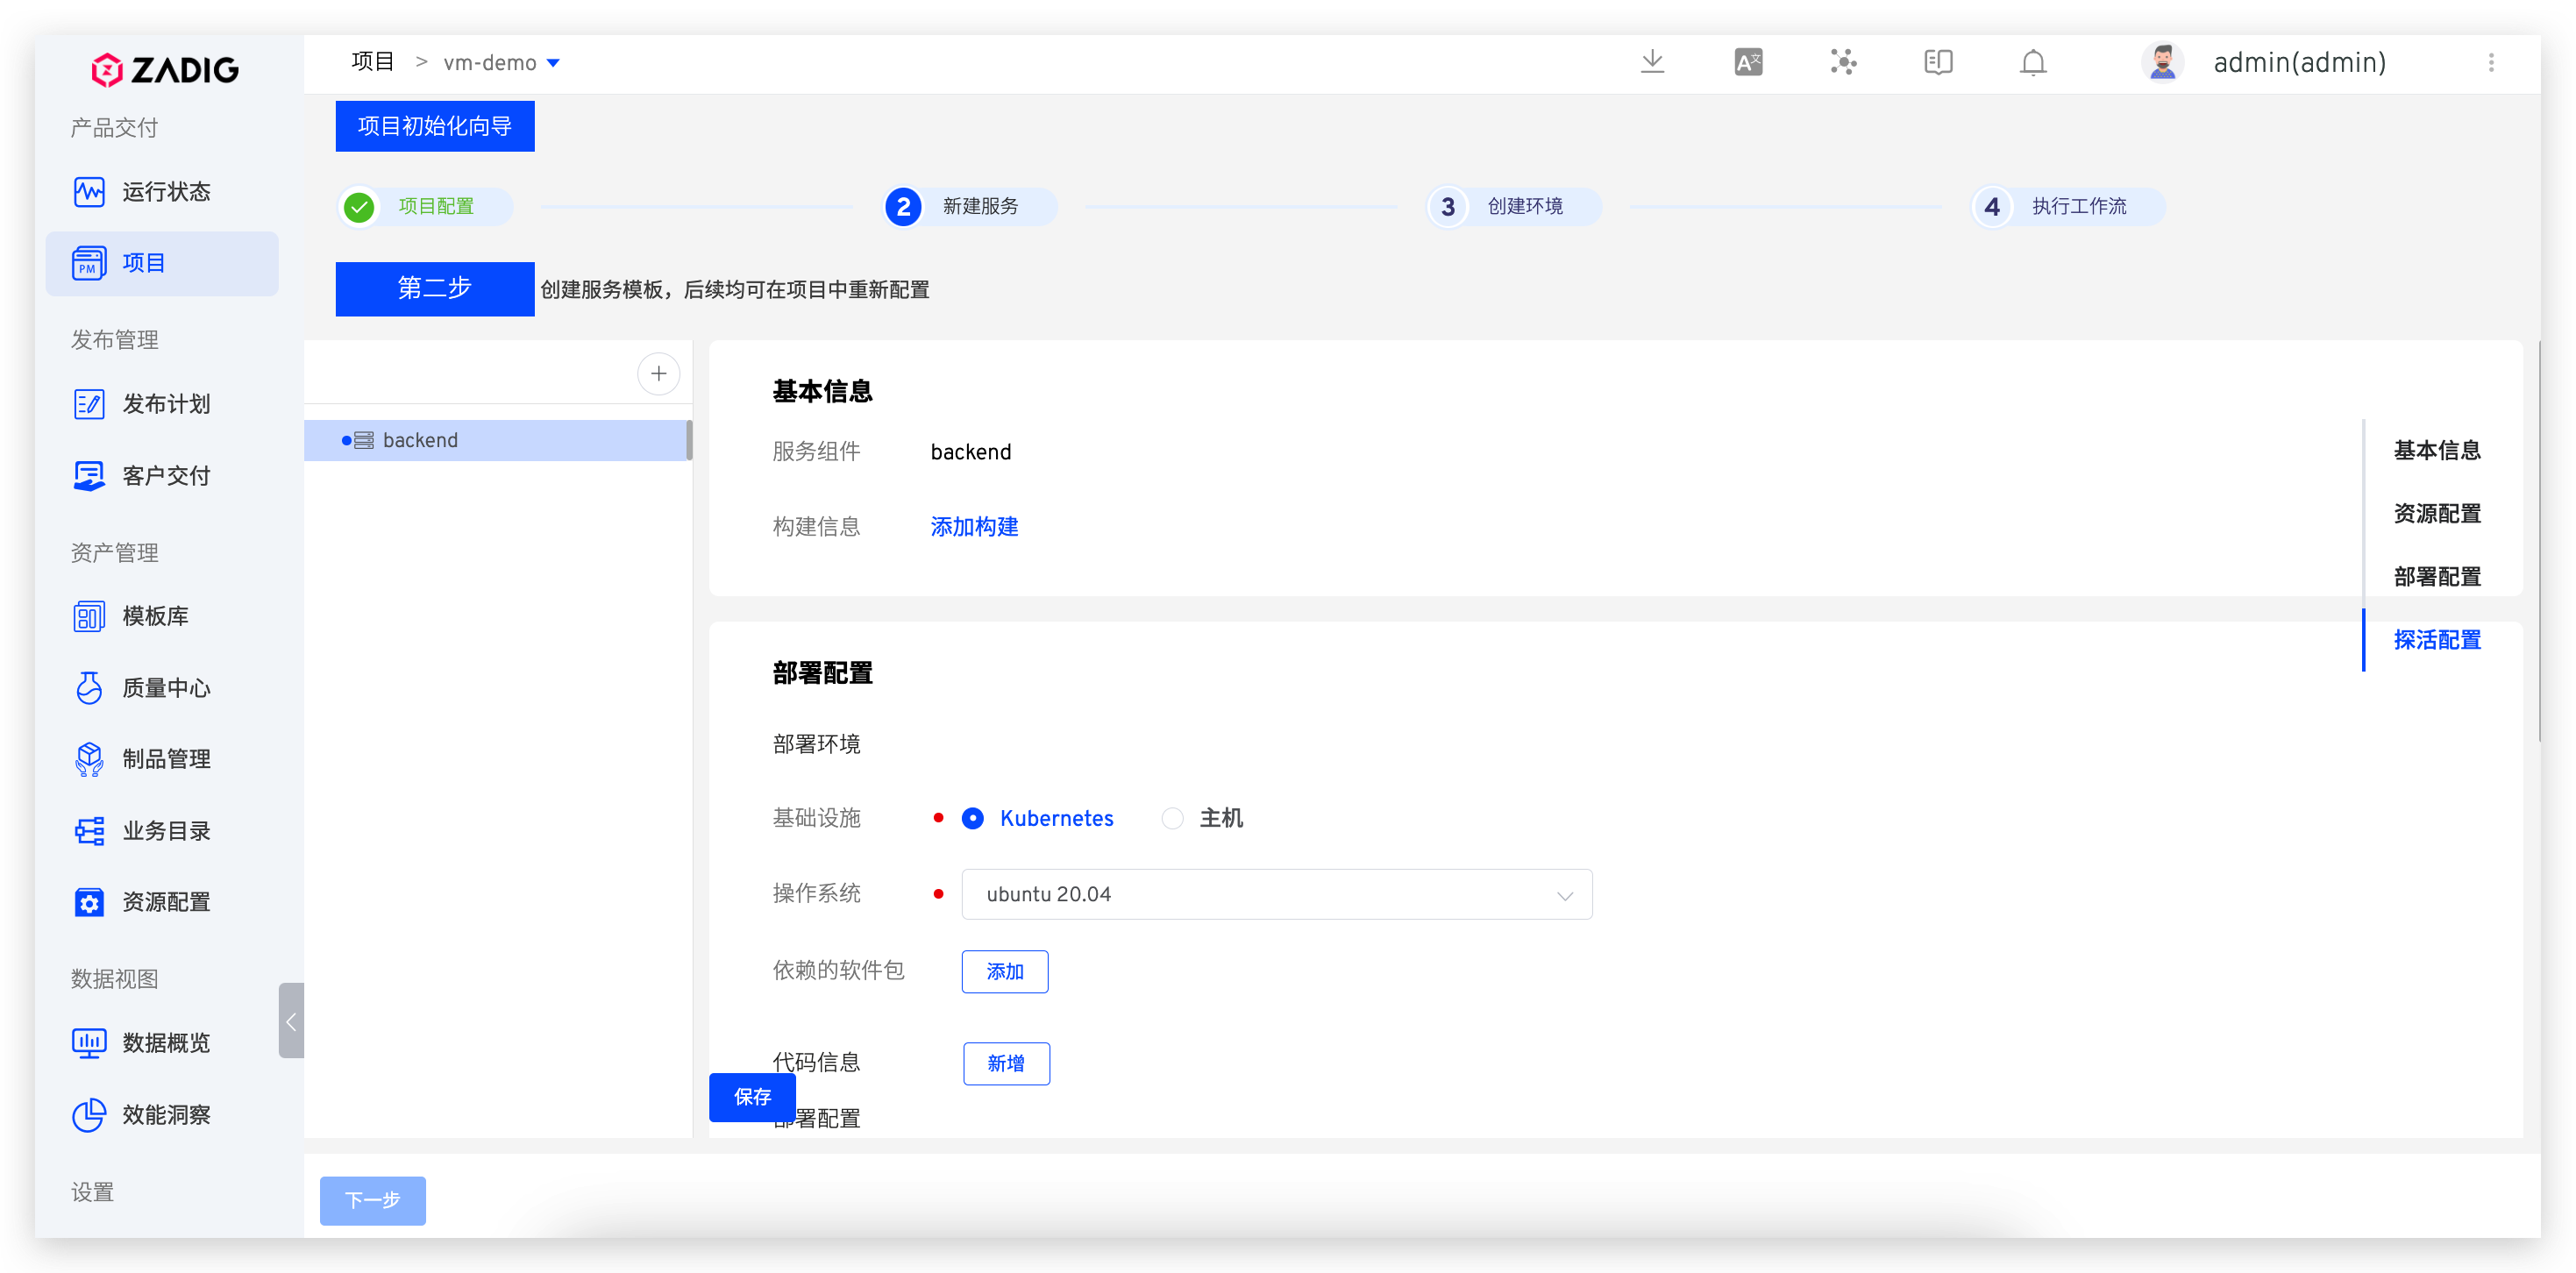 ZADIG
产品交付
运行状态
项目
发布管理
发布计划
客户交付
资产管理
模板库
质量中心
制品管理
业务目录
资源配置
数据视图
数据概览
效能洞察
设置
项目 > vm-demo
admin(admin)
项目初始化向导
项目配置
2 新建服务
3 创建环境
4 执行工作流
第二步 创建服务模板，后续均可在项目中重新配置
backend
基本信息
服务组件 backend
构建信息 添加构建
部署配置
部署环境
基础设施 Kubernetes 主机
操作系统 ubuntu 20.04
依赖的软件包 添加
代码信息 新增
部署配置
保存
基本信息
资源配置
部署配置
探活配置
下一步